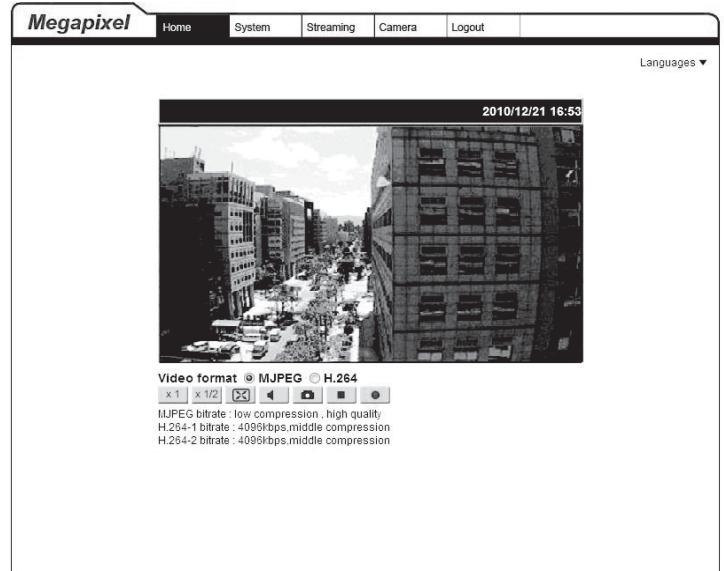 Megapixel
Home System Streaming Camera Logout
Languages ▼
2010/12/21 16:53
Video format MJPEG H.264
x 1 x 1/2
MJPEG bitrate : low compression , high quality
H.264-1 bitrate : 4096kbps,middle compression
H.264-2 bitrate : 4096kbps,middle compression